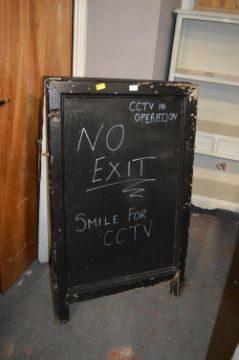 CCTV IN
OPERATION
NO
EXIT
SMILE FOR
CCTV